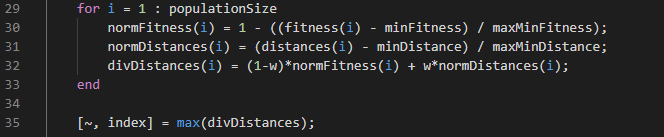 29 for i = 1 : populationSize
30 normFitness(i) = 1 - ((fitness(i) - minFitness) / maxMinFitness);
31 normDistances(i) = (distances(i) - minDistance) / maxMinDistance;
32 divDistances(i) = (1-w)*normFitness(i) + w*normDistances(i);
33 end
34
35 [~, index] = max(divDistances);